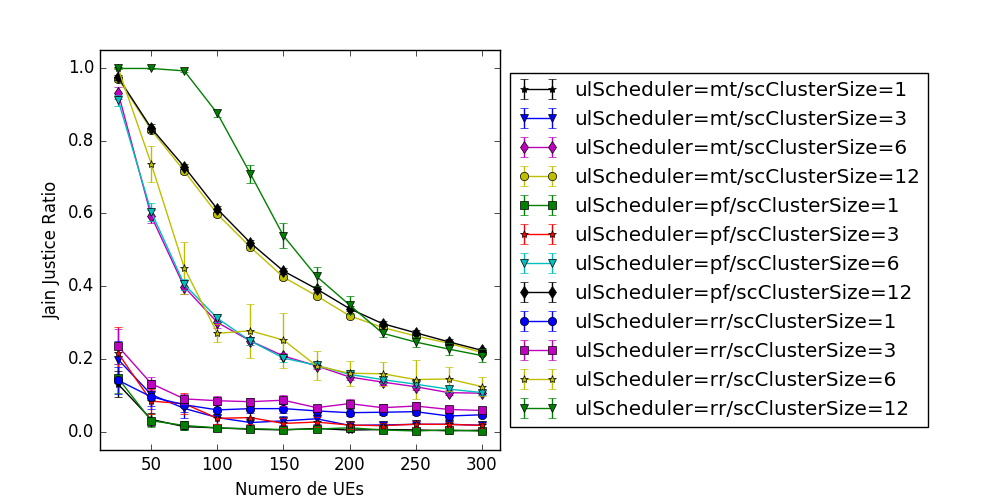 1.0
0.8
0.6
0.4
0.2
0.0
Jain Justice Ratio
50 100 150 200 250 300
Numero de UEs
ulScheduler=mt/scClusterSize=1
ulScheduler=mt/scClusterSize=3
ulScheduler=mt/scClusterSize=6
ulScheduler=mt/scClusterSize=12
ulScheduler=pf/scClusterSize=1
ulScheduler=pf/scClusterSize=3
ulScheduler=pf/scClusterSize=6
ulScheduler=pf/scClusterSize=12
ulScheduler=rr/scClusterSize=1
ulScheduler=rr/scClusterSize=3
ulScheduler=rr/scClusterSize=6
ulScheduler=rr/scClusterSize=12